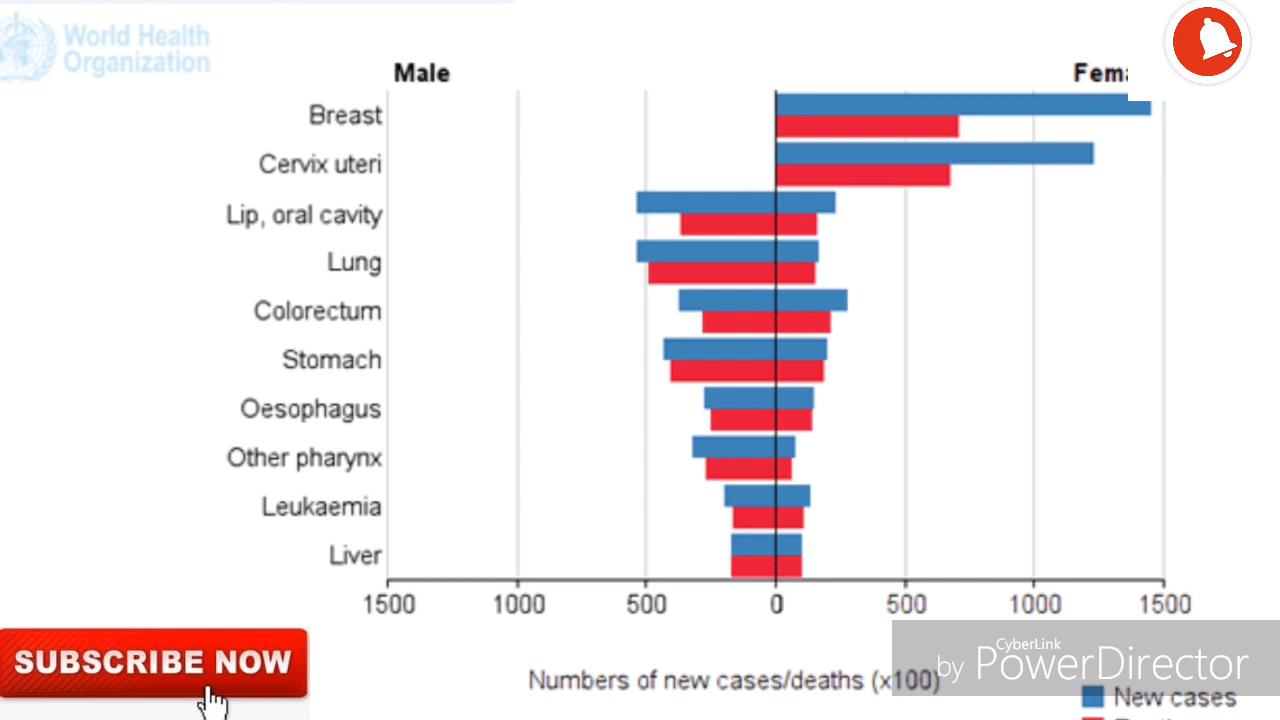 World Health
Organization
Male
Breast
Cervix uteri
Lip, oral cavity
Lung
Colorectum
Stomach
Oesophagus
Other pharynx
Leukaemia
Liver
1500 1000 500 0 500 1000 1500
SUBSCRIBE NOW
Numbers of new cases/deaths (x100)
CyberLink
by PowerDirector
New cases